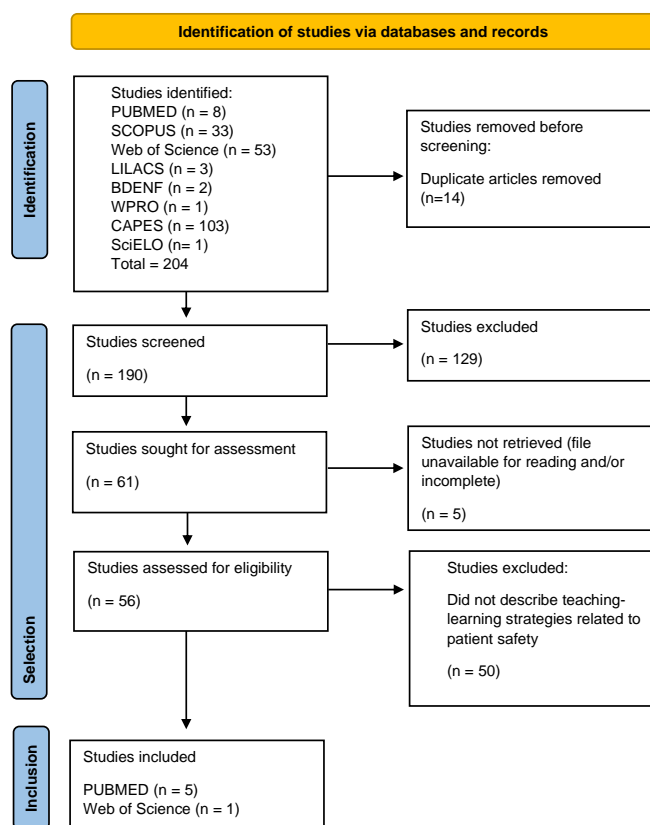 Identification of studies via databases and records
Identification
Studies identified:
PUBMED (n = 8)
SCOPUS (n = 33)
Web of Science (n = 53)
LILACS (n = 3)
BDENF (n = 2)
WPRO (n = 1)
CAPES (n = 103)
SciELO (n= 1)
Total = 204
Studies removed before
screening:
Duplicate articles removed
(n=14)
Selection
Studies screened
(n = 190)
Studies excluded
(n = 129)
Studies sought for assessment
(n = 61)
Studies not retrieved (file
unavailable for reading and/or
incomplete)
(n = 5)
Studies assessed for eligibility
(n = 56)
Studies excluded:
Did not describe teaching-
learning strategies related to
patient safety
(n = 50)
Inclusion
Studies included
PUBMED (n = 5)
Web of Science (n = 1)